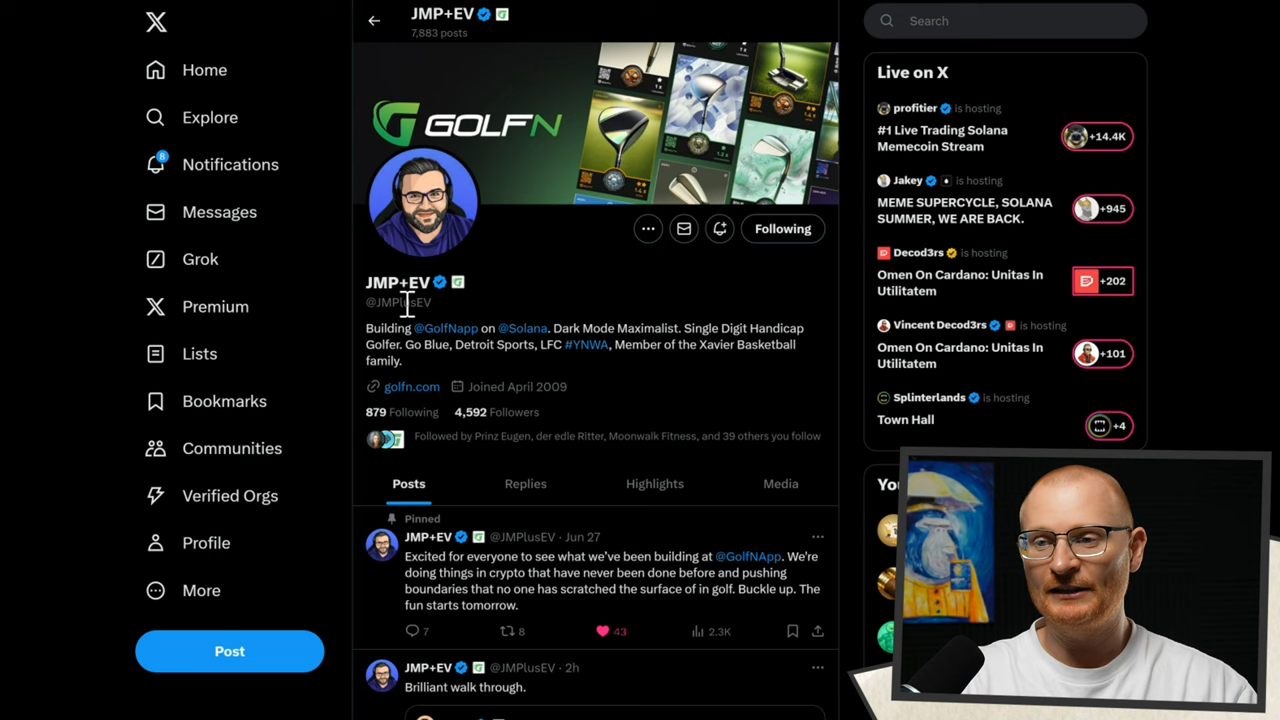 Home
Explore
8
Notifications
Messages
Grok
Premium
Lists
Bookmarks
Communities
Verified Orgs
Profile
More
Post
JMP+EV
7,883 posts
GOLFN
Following
JMP+EV
@JMPlusEV
Building @GolfNapp on @Solana. Dark Mode Maximalist. Single Digit Handicap
Golfer. Go Blue, Detroit Sports, LFC #YNWA, Member of the Xavier Basketball
family.
golfn.com Joined April 2009
879 Following 4,592 Followers
Followed by Prinz Eugen, der edle Ritter, Moonwalk Fitness, and 39 others you follow
Posts Replies Highlights Media
Pinned
JMP+EV @JMPlusEV · Jun 27
Excited for everyone to see what we've been building at @GolfNApp. We're
doing things in crypto that have never been done before and pushing
boundaries that no one has scratched the surface of in golf. Buckle up. The
fun starts tomorrow.
7 8 43 2.3K
JMP+EV @JMPlusEV · 2h
Brilliant walk through.
Search
Live on X
profitier is hosting
#1 Live Trading Solana
Memecoin Stream
+14.4K
Jakey is hosting
MEME SUPERCYCLE, SOLANA
SUMMER, WE ARE BACK.
+945
Decod3rs is hosting
Omen On Cardano: Unitas In
Utilitatem
+202
Vincent Decod3rs is hosting
Omen On Cardano: Unitas In
Utilitatem
+101
Splinterlands is hosting
Town Hall
+4